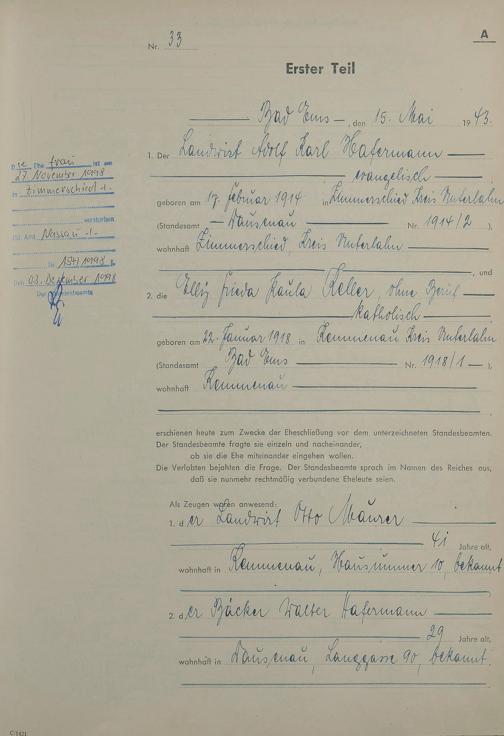 A
Nr. 33
Erster Teil
Bad Ems, den 15. Mai 1943.
1. Der Landwirt Adolf Karl Hafermann
evangelisch
geboren am 17. Februar 1914 in Zimmerschied Kreis Unterlahn
(Standesamt Dausenau Nr. 1914/2),
wohnhaft Zimmerschied, Kreis Unterlahn
, und
2. die Elly Frieda Paula Keller, ohne Beruf
katholisch
geboren am 22. Januar 1918 in Kemmenau Kreis Unterlahn
(Standesamt Bad Ems Nr. 1918/1),
wohnhaft Kemmenau
erschienen heute zum Zwecke der Eheschließung vor dem unterzeichneten Standesbeamten.
Der Standesbeamte fragte sie einzeln und nacheinander,
ob sie die Ehe miteinander eingehen wollen.
Die Verlobten bejahten die Frage. Der Standesbeamte sprach im Namen des Reiches aus,
daß sie nunmehr rechtmäßig verbundene Eheleute seien.
Als Zeugen waren anwesend:
1. der Landwirt Otto Maurer
41 Jahre alt,
wohnhaft in Kemmenau, Hausnummer 10, bekannt
2. der Bäcker Walter Hafermann
29 Jahre alt,
wohnhaft in Dausenau, Langgasse 90, bekannt
Die Ehefrau ist am
27. November 1998
in Zimmerschied
verstorben
Nassau
Nr. 157/1998
Den 03. Dezember 1998
Der Standesbeamte